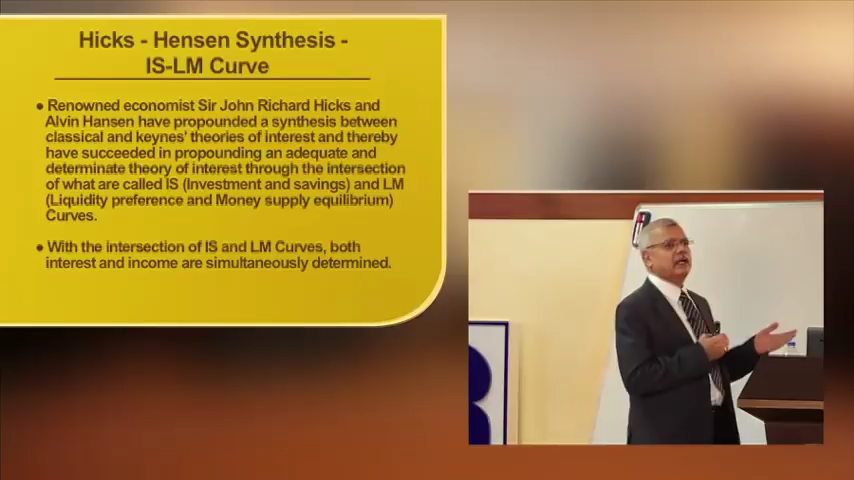 Hicks - Hensen Synthesis -
IS-LM Curve
● Renowned economist Sir John Richard Hicks and
Alvin Hansen have propounded a synthesis between
classical and keynes' theories of interest and thereby
have succeeded in propounding an adequate and
determinate theory of interest through the intersection
of what are called IS (Investment and savings) and LM
(Liquidity preference and Money supply equilibrium)
Curves.
● With the intersection of IS and LM Curves, both
interest and income are simultaneously determined.